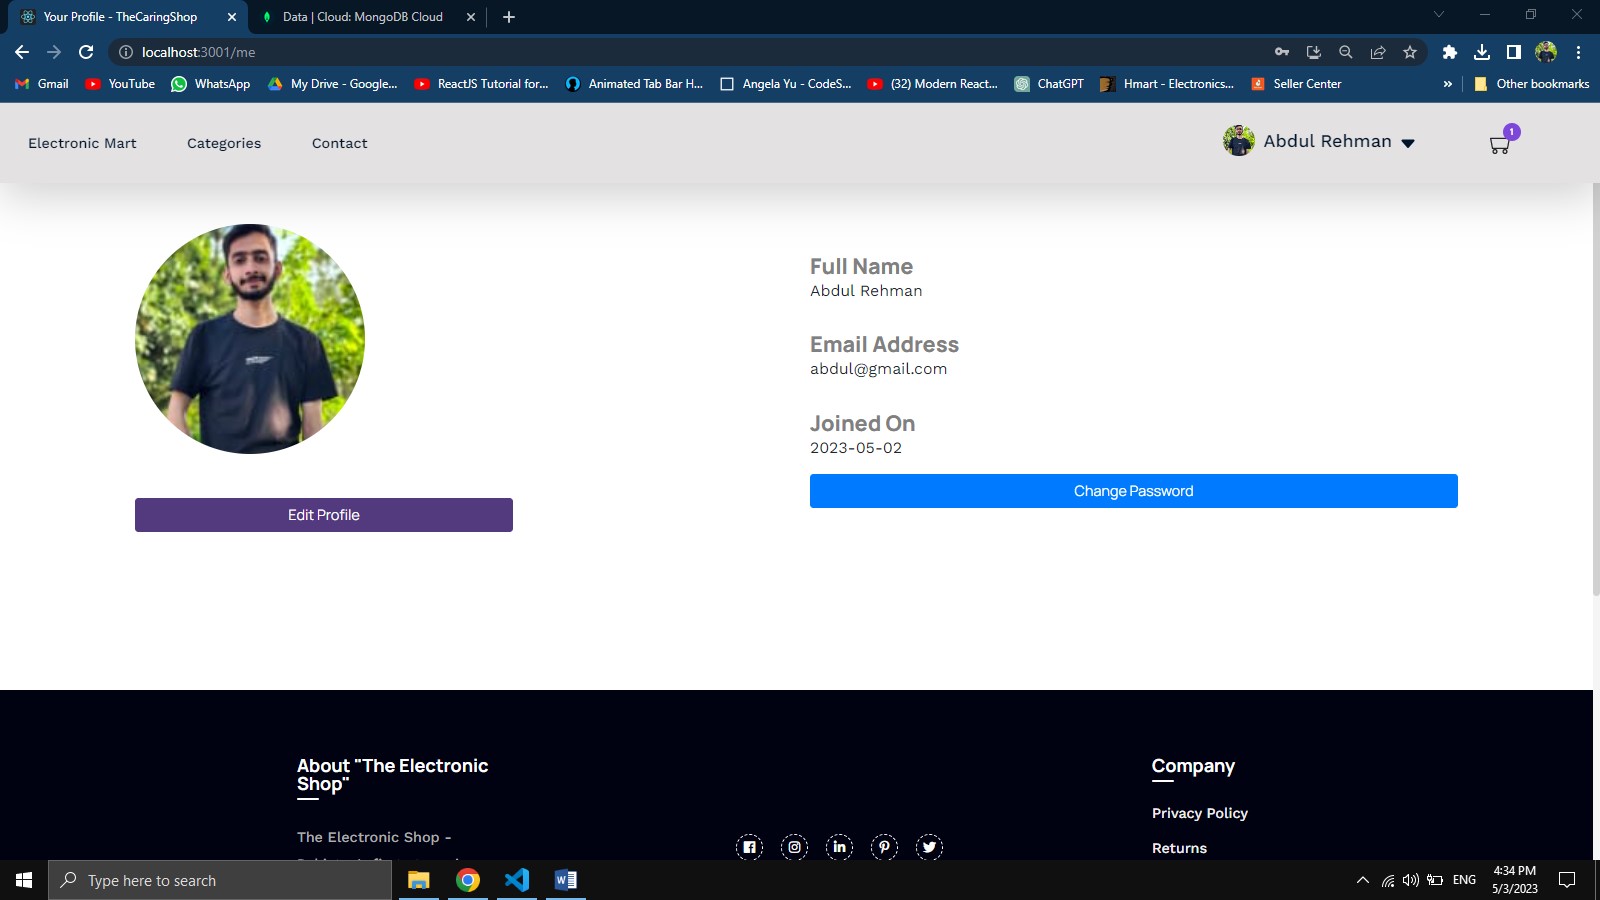 Your Profile - TheCaringShop
Data | Cloud: MongoDB Cloud
localhost:3001/me
Gmail
YouTube
WhatsApp
My Drive - Google...
ReactJS Tutorial for...
Animated Tab Bar H...
Angela Yu - CodeS...
(32) Modern React...
ChatGPT
Hmart - Electronics...
Seller Center
»
Other bookmarks
Electronic Mart
Categories
Contact
Abdul Rehman
1
Full Name
Abdul Rehman
Email Address
abdul@gmail.com
Joined On
2023-05-02
Change Password
Edit Profile
About "The Electronic
Shop"
The Electronic Shop -
Company
Privacy Policy
Returns
Type here to search
ENG
4:34 PM
5/3/2023